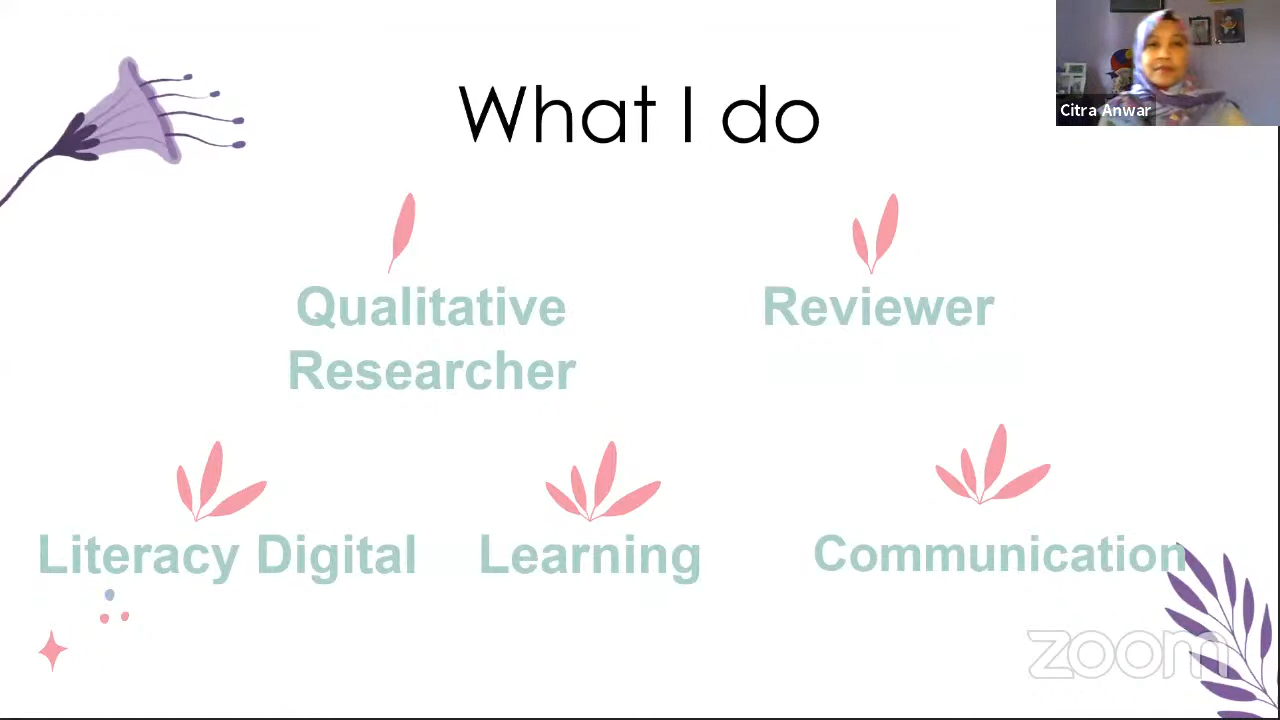 What I do
Citra Anwar
Qualitative
Researcher
Reviewer
Literacy Digital
Learning
Communication
zoom